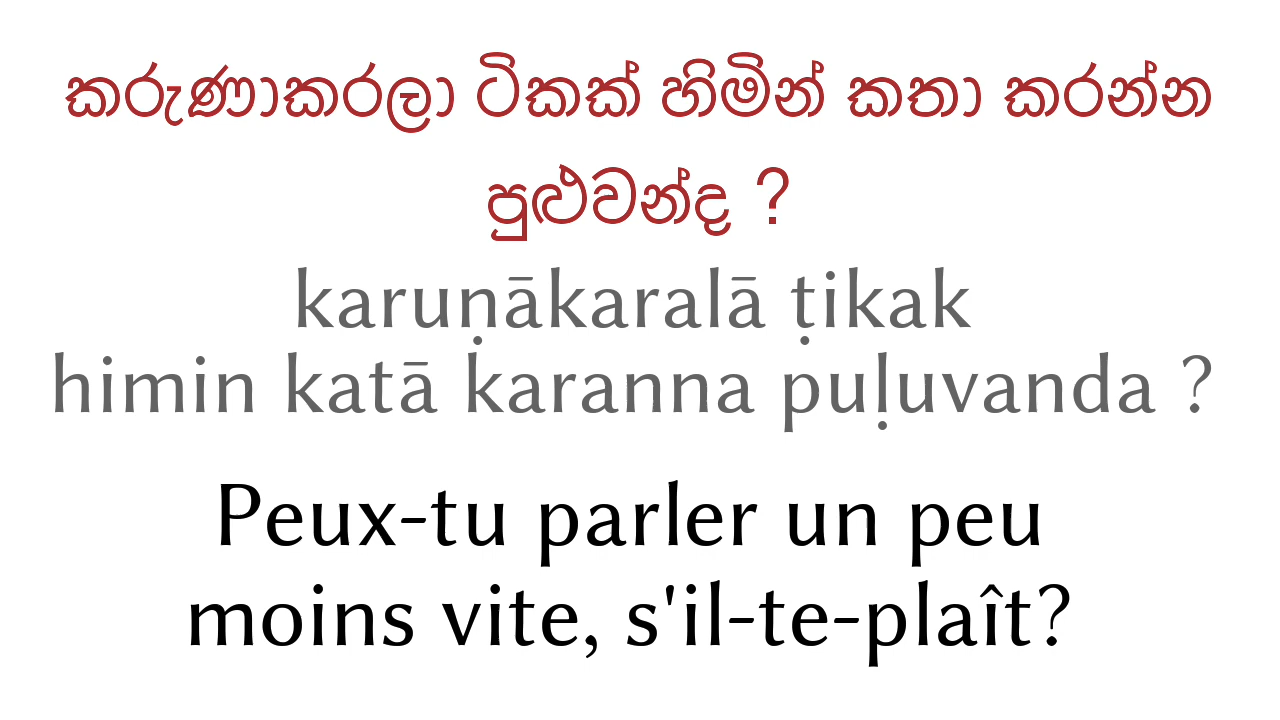 කරුණාකරලා ටිකක් හිමින් කතා කරන්න
පුළුවන්ද ?
karuṇākaralā ṭikak
himin katā karanna puḷuvanda ?
Peux-tu parler un peu
moins vite, s'il-te-plaît?